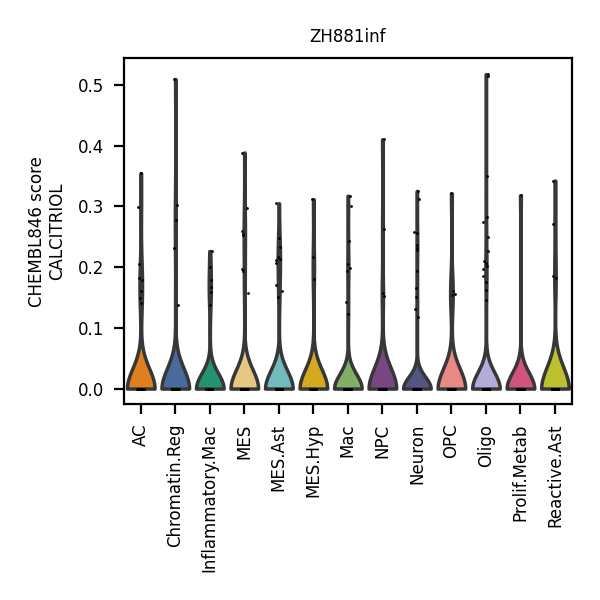 ZH881inf
CHEMBL846 score
CALCITRIOL
0.5
0.4
0.3
0.2
0.1
0.0
AC
Chromatin.Reg
Inflammatory.Mac
MES
MES.Ast
MES.Hyp
Mac
NPC
Neuron
OPC
Oligo
Prolif.Metab
Reactive.Ast